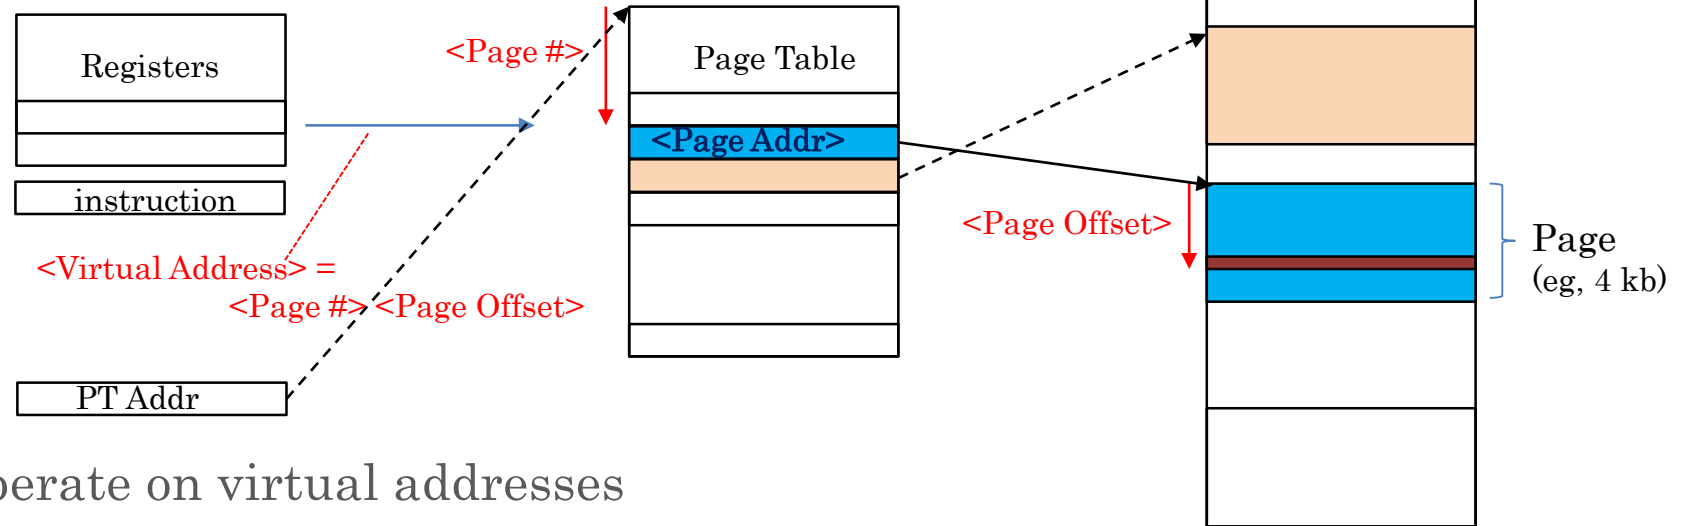 Registers
instruction
<Virtual Address> =
<Page #> <Page Offset>
PT Addr
<Page #>
Page Table
<Page Addr>
<Page Offset>
Page
(eg, 4 kb)
perate on virtual addresses